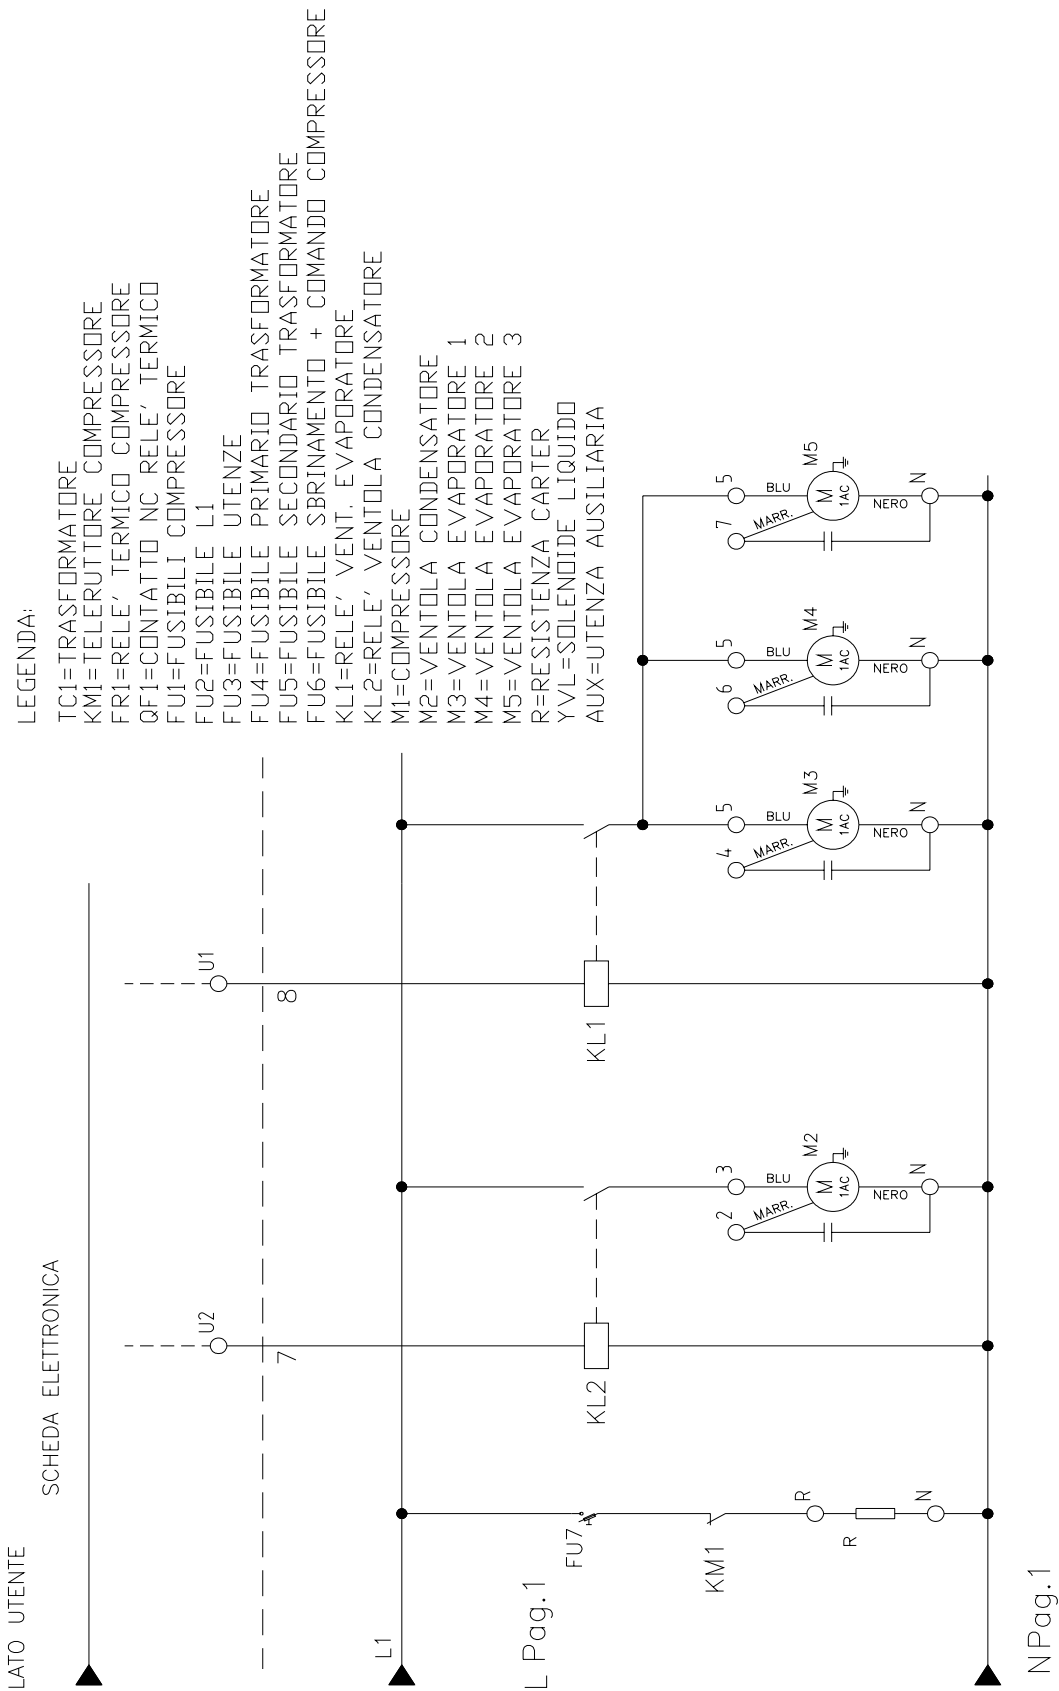 LATO UTENTE
SCHEDA ELETTRONICA
LEGENDA:
TC1=TRASFORMATORE
KM1=TELERUTTORE COMPRESSORE
FR1=RELE' TERMICO COMPRESSORE
QF1=CONTATTO NC RELE' TERMICO
FU1=FUSIBILI COMPRESSORE
FU2=FUSIBILE L1
FU3=FUSIBILE UTENZE
FU4=FUSIBILE PRIMARIO TRASFORMATORE
FU5=FUSIBILE SECONDARIO TRASFORMATORE
FU6=FUSIBILE SBRINAMENTO + COMANDO COMPRESSORE
KL1=RELE' VENT. EVAPORATORE
KL2=RELE' VENTOLA CONDENSATORE
M1=COMPRESSORE
M2=VENTOLA CONDENSATORE
M3=VENTOLA EVAPORATORE 1
M4=VENTOLA EVAPORATORE 2
M5=VENTOLA EVAPORATORE 3
R=RESISTENZA CARTER
YVL=SOLENOIDE LIQUIDO
AUX=UTENZA AUSILIARIA
U2
U1
7
8
L1
L Pag.1
FU7
KM1
R
R
N
KL2
2
3
MARR.
BLU
M2
M
1AC
NERO
N
KL1
4
5
MARR.
BLU
M3
M
1AC
NERO
N
6
5
MARR.
BLU
M4
M
1AC
NERO
N
7
5
MARR.
BLU
M5
M
1AC
NERO
N
N Pag.1